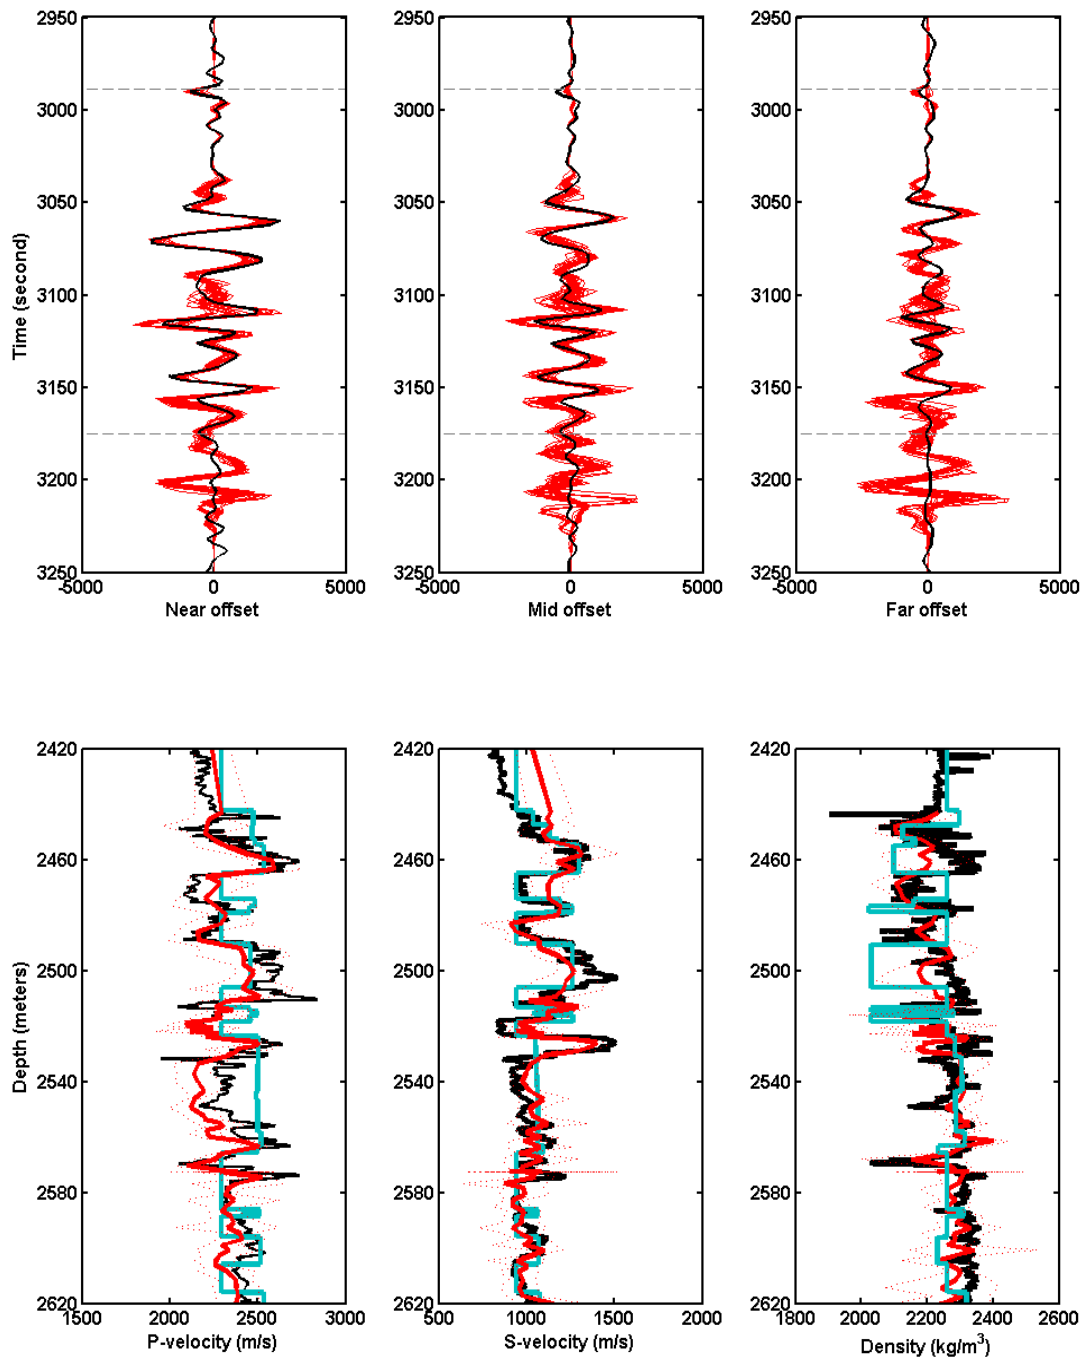 2950 2950 2950
3000 3000 3000
3050 3050 3050
3100 3100 3100
3150 3150 3150
3200 3200 3200
3250 3250 3250
Time (second)
-5000 0 5000 -5000 0 5000 -5000 0 5000
Near offset Mid offset Far offset
2420 2420 2420
2460 2460 2460
2500 2500 2500
2540 2540 2540
2580 2580 2580
2620 2620 2620
Depth (meters)
1500 2000 2500 3000 500 1000 1500 2000 1800 2000 2200 2400 2600
P-velocity (m/s) S-velocity (m/s) Density (kg/m³)